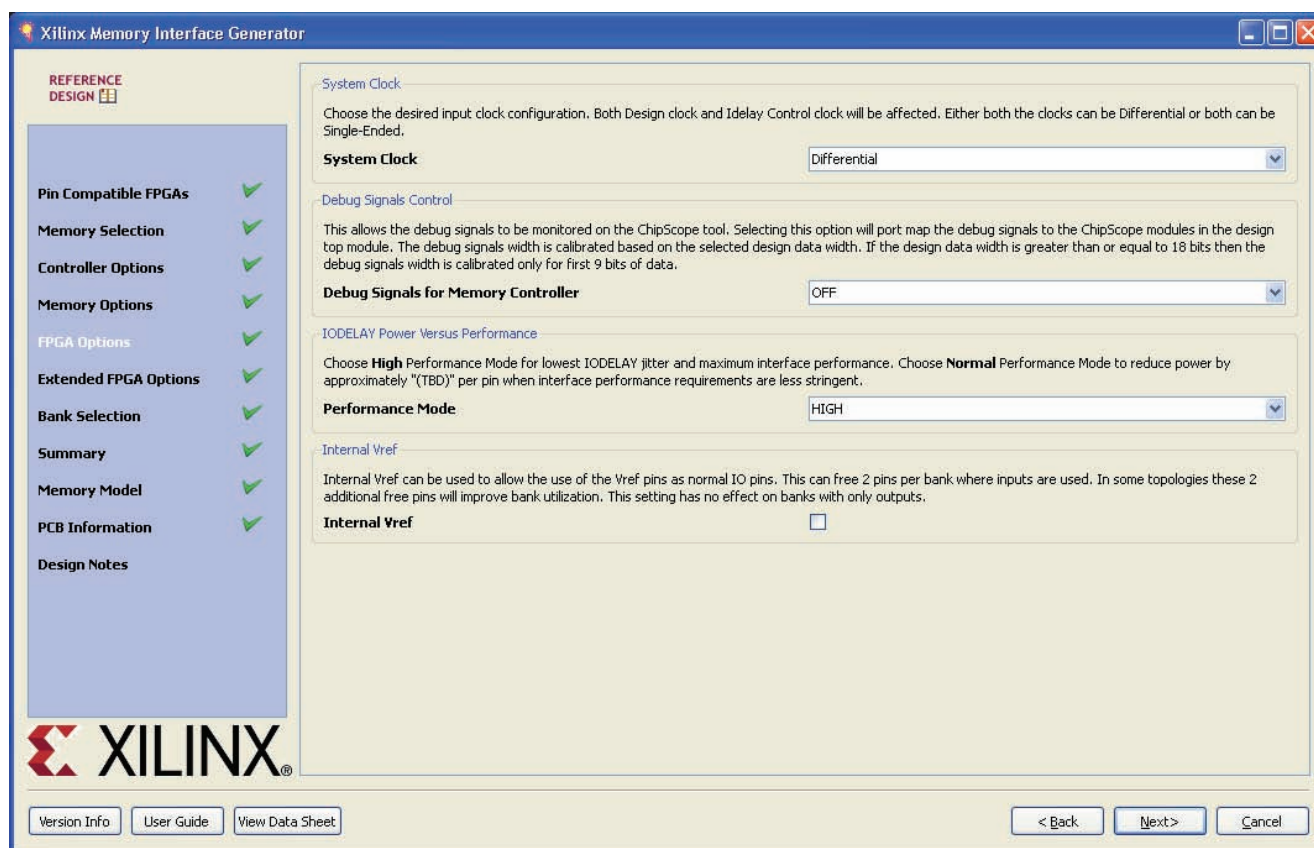 Xilinx Memory Interface Generator
REFERENCE
DESIGN
Pin Compatible FPGAs
Memory Selection
Controller Options
Memory Options
FPGA Options
Extended FPGA Options
Bank Selection
Summary
Memory Model
PCB Information
Design Notes
XILINX®
System Clock
Choose the desired input clock configuration. Both Design clock and Idelay Control clock will be affected. Either both the clocks can be Differential or both can be
Single-Ended.
System Clock Differential
Debug Signals Control
This allows the debug signals to be monitored on the ChipScope tool. Selecting this option will port map the debug signals to the ChipScope modules in the design
top module. The debug signals width is calibrated based on the selected design data width. If the design data width is greater than or equal to 18 bits then the
debug signals width is calibrated only for first 9 bits of data.
Debug Signals for Memory Controller OFF
IODELAY Power Versus Performance
Choose High Performance Mode for lowest IODELAY jitter and maximum interface performance. Choose Normal Performance Mode to reduce power by
approximately "(TBD)" per pin when interface performance requirements are less stringent.
Performance Mode HIGH
Internal Vref
Internal Vref can be used to allow the use of the Vref pins as normal IO pins. This can free 2 pins per bank where inputs are used. In some topologies these 2
additional free pins will improve bank utilization. This setting has no effect on banks with only outputs.
Internal Vref
Version Info User Guide View Data Sheet < Back Next> Cancel